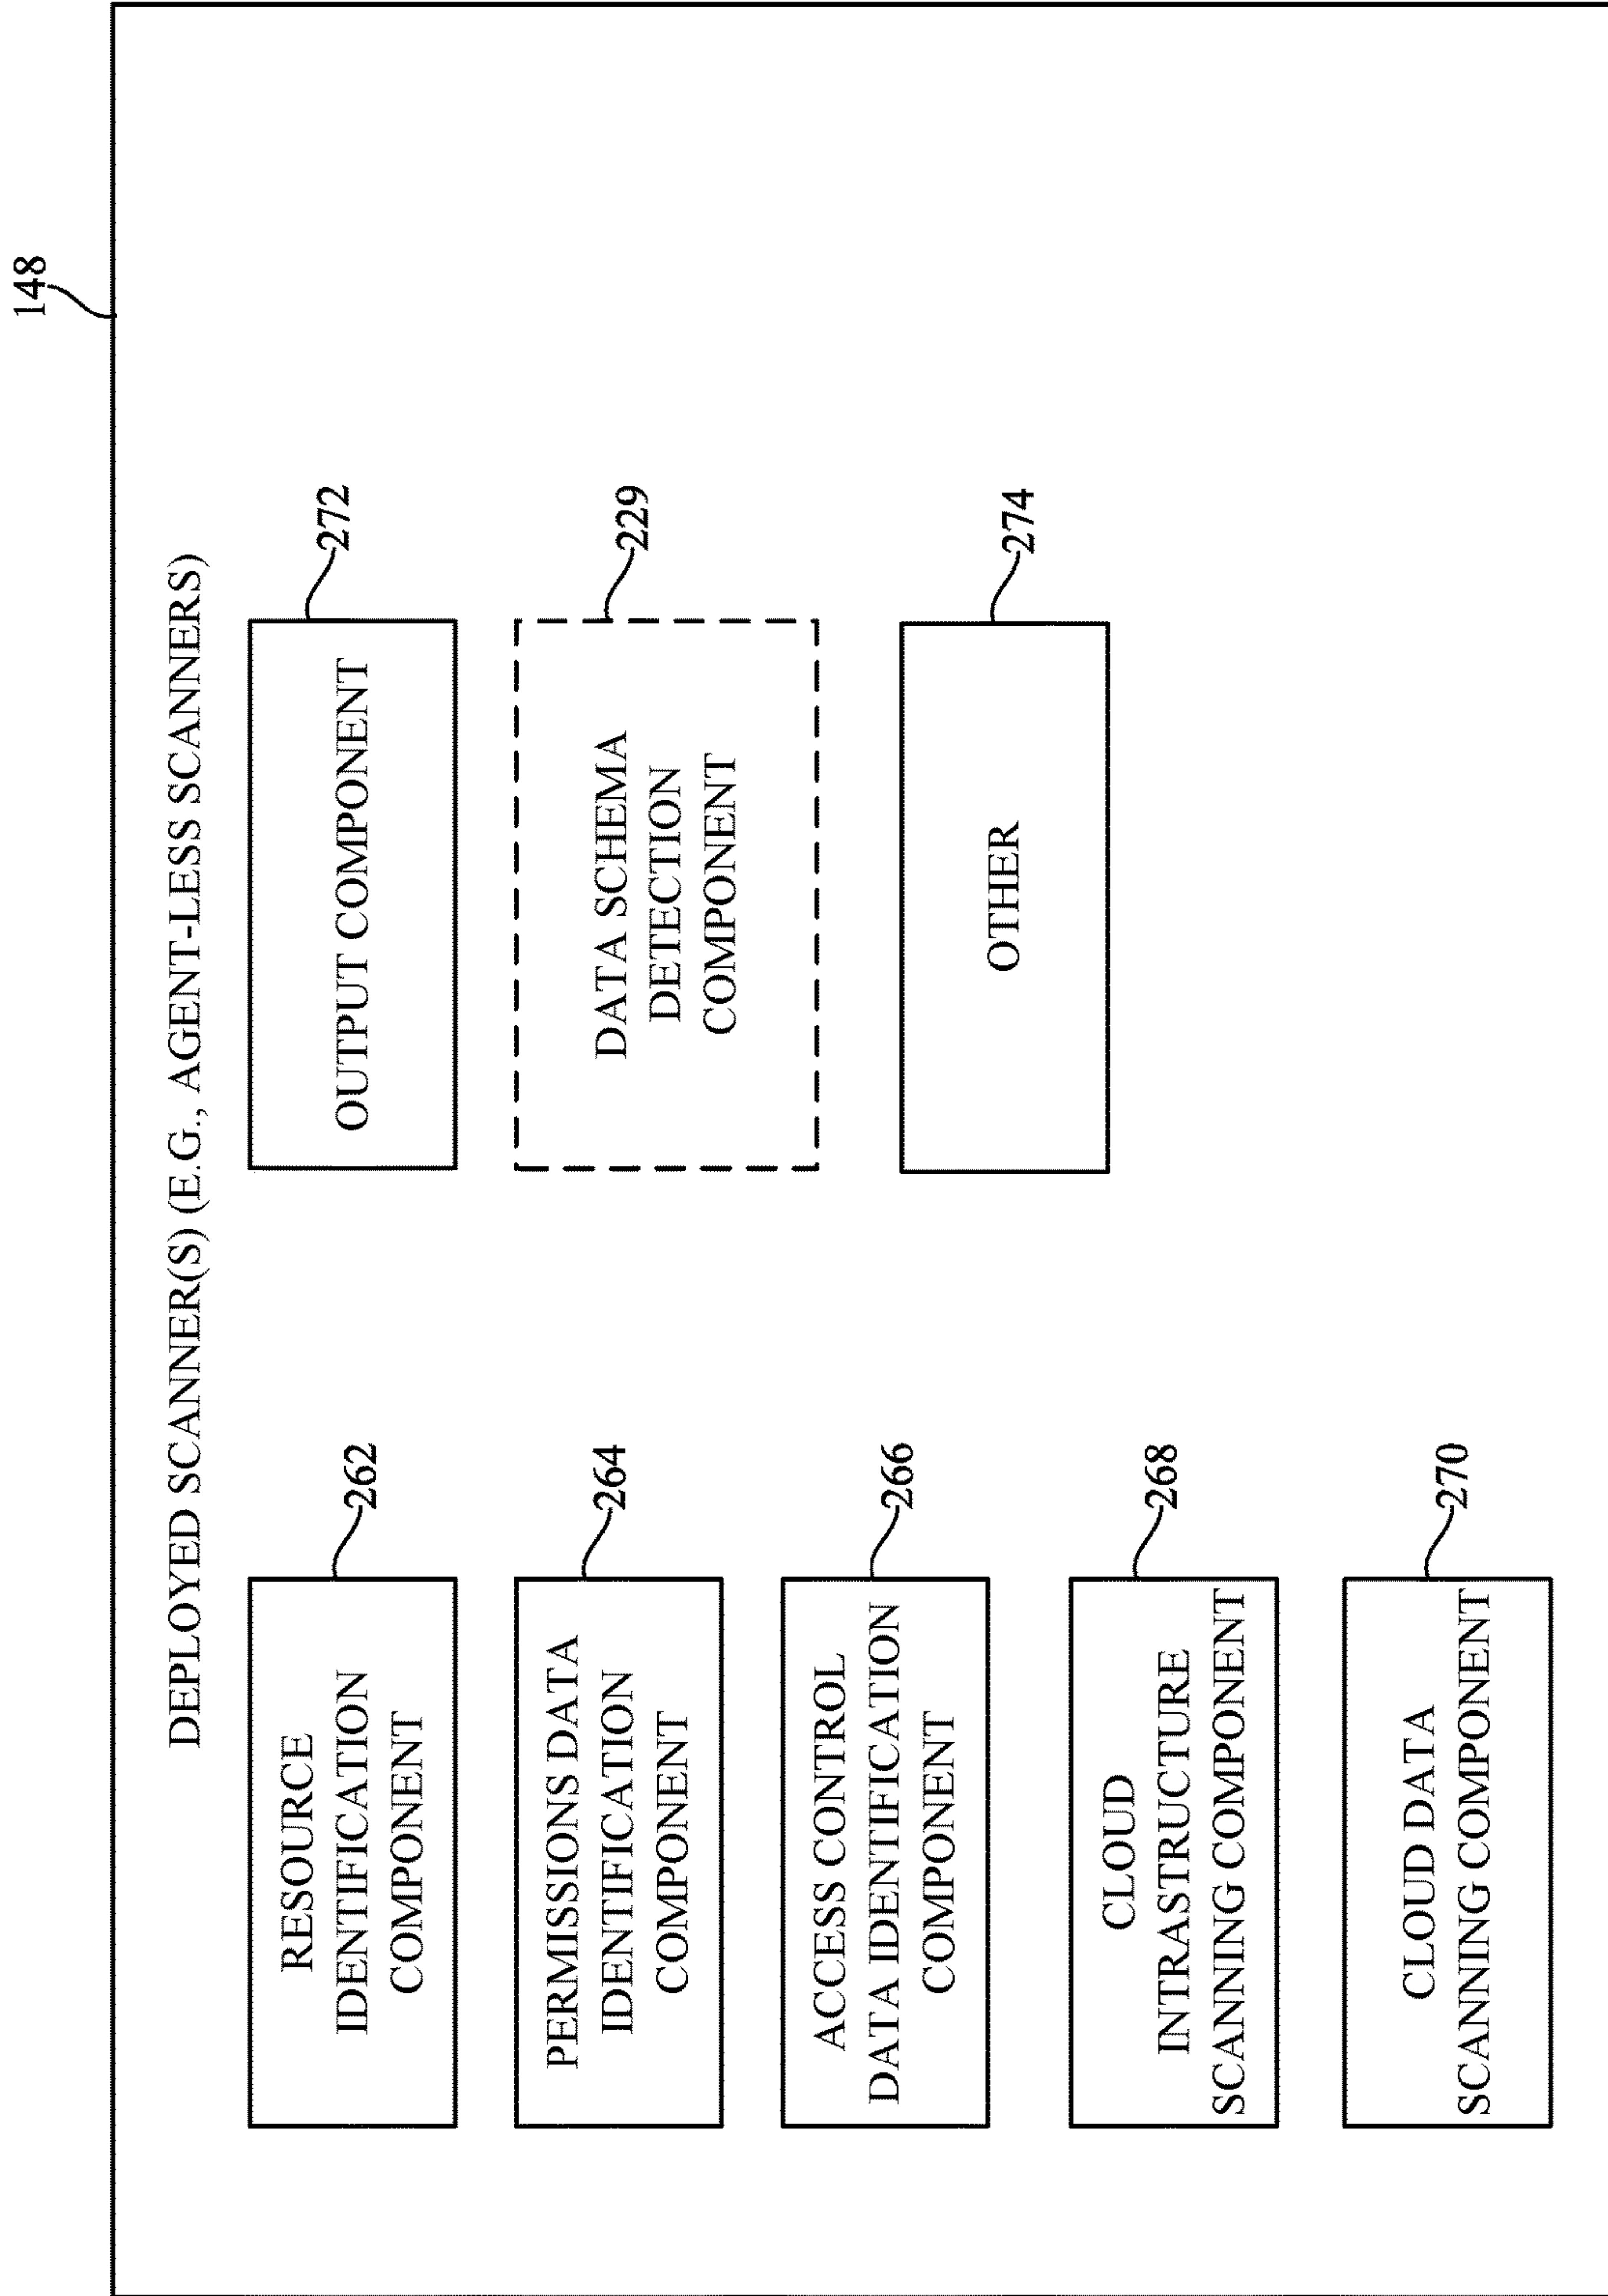 148
DEPLOYED SCANNER(S) (E.G., AGENT-LESS SCANNERS)
RESOURCE
IDENTIFICATION
COMPONENT
262
PERMISSIONS DATA
IDENTIFICATION
COMPONENT
264
ACCESS CONTROL
DATA IDENTIFICATION
COMPONENT
266
CLOUD
INTRASTRUCTURE
SCANNING COMPONENT
268
CLOUD DATA
SCANNING COMPONENT
270
OUTPUT COMPONENT
272
DATA SCHEMA
DETECTION
COMPONENT
229
OTHER
274